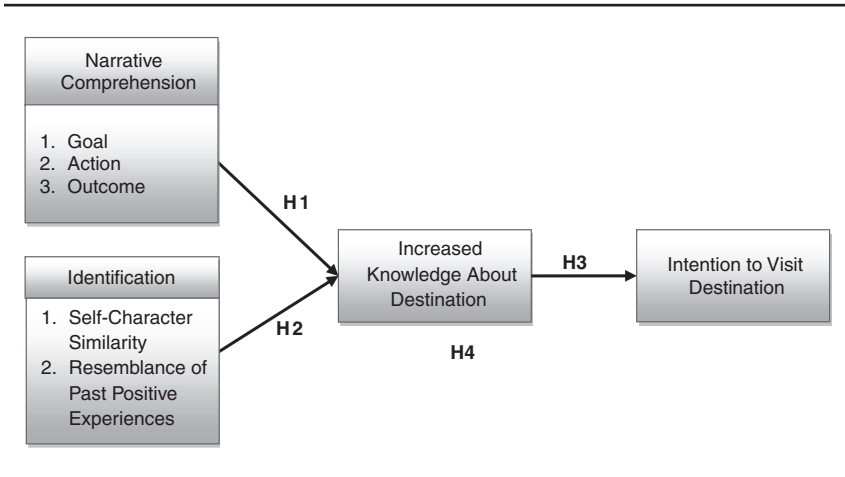 Narrative
Comprehension
1. Goal
2. Action
3. Outcome
H1
Identification
1. Self-Character
Similarity
2. Resemblance of
Past Positive
Experiences
H2
Increased
Knowledge About
Destination
H3
Intention to Visit
Destination
H4